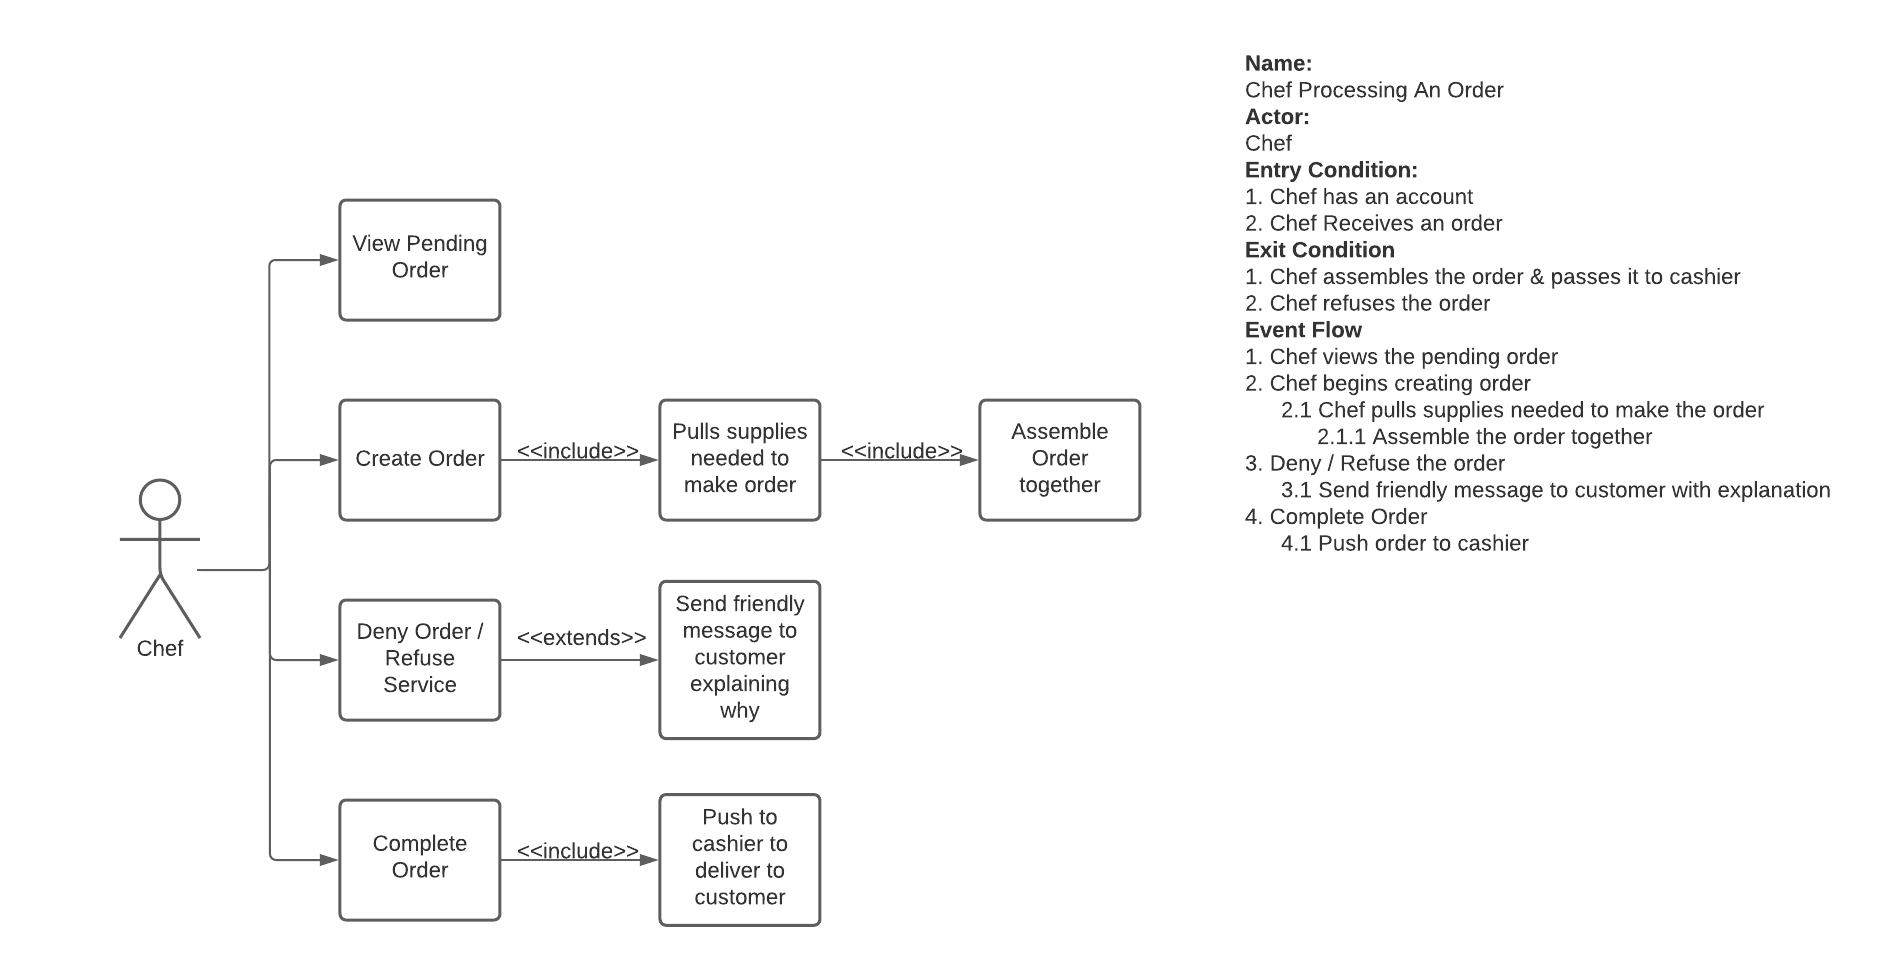 View Pending
Order
Create Order
<<include>>
Pulls supplies
needed to
make order
<<include>>
Assemble
Order
together
Chef
Deny Order /
Refuse
Service
<<extends>>
Send friendly
message to
customer
explaining
why
Complete
Order
<<include>>
Push to
cashier to
deliver to
customer
Name:
Chef Processing An Order
Actor:
Chef
Entry Condition:
1. Chef has an account
2. Chef Receives an order
Exit Condition
1. Chef assembles the order & passes it to cashier
2. Chef refuses the order
Event Flow
1. Chef views the pending order
2. Chef begins creating order
2.1 Chef pulls supplies needed to make the order
2.1.1 Assemble the order together
3. Deny / Refuse the order
3.1 Send friendly message to customer with explanation
4. Complete Order
4.1 Push order to cashier